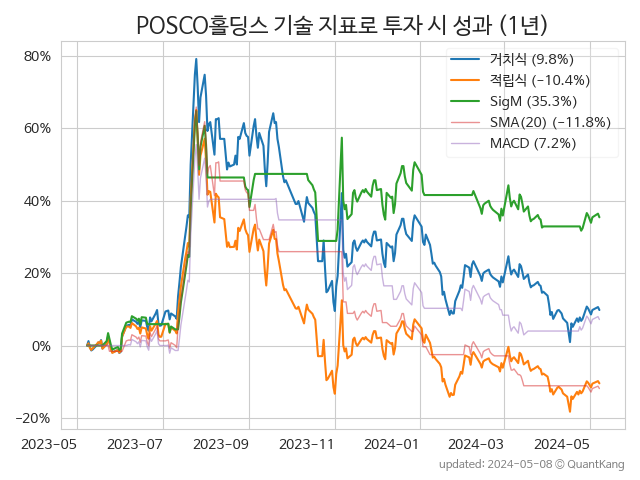 POSCO홀딩스 기술 지표로 투자 시 성과 (1년)
80%
60%
40%
20%
0%
−20%
거치식 (9.8%)
적립식 (−10.4%)
SigM (35.3%)
SMA(20) (−11.8%)
MACD (7.2%)
2023−05
2023−07
2023−09
2023−11
2024−01
2024−03
2024−05
updated: 2024-05-08 ⓒ QuantKang